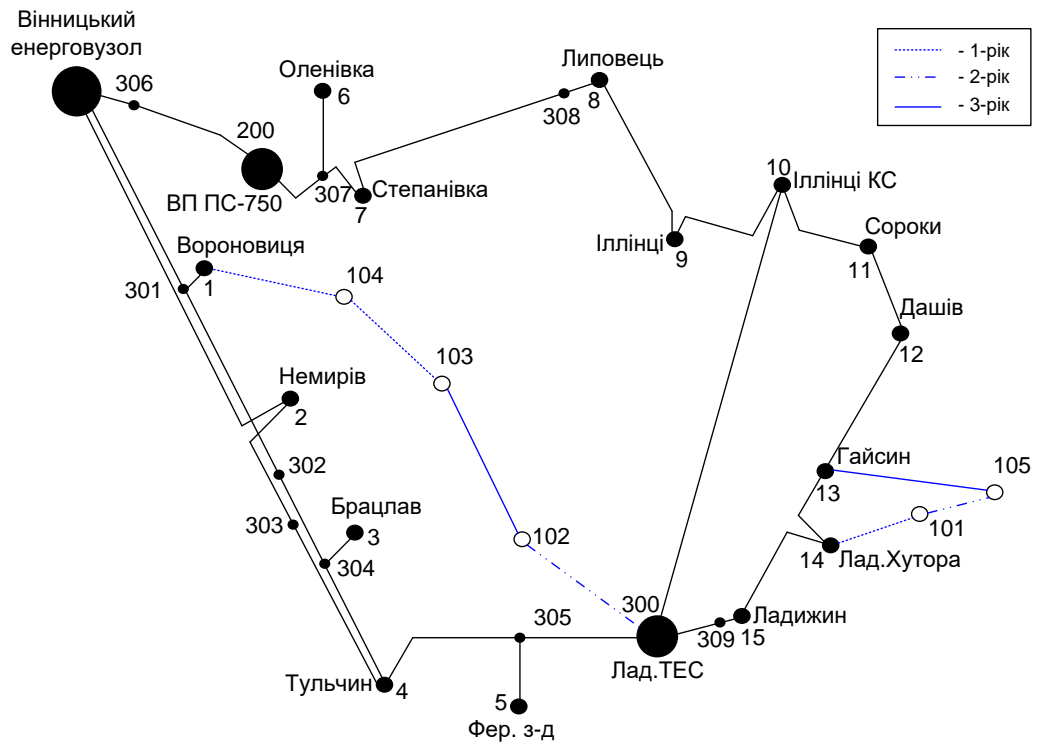 Вінницький
енерговузол
306
Оленівка
6
Липовець
8
308
- 1-рік
- 2-рік
- 3-рік
200
ВП ПС-750
307
Степанівка
7
10
Іллінці КС
Сороки
11
Іллінці
9
Вороновиця
1
301
104
Дашів
12
103
Немирів
2
302
303
Брацлав
3
304
Гайсин
13
105
101
102
14
Лад.Хутора
300
305
309
Ладижин
15
Лад.ТЕС
Тульчин
4
5
Фер. з-д